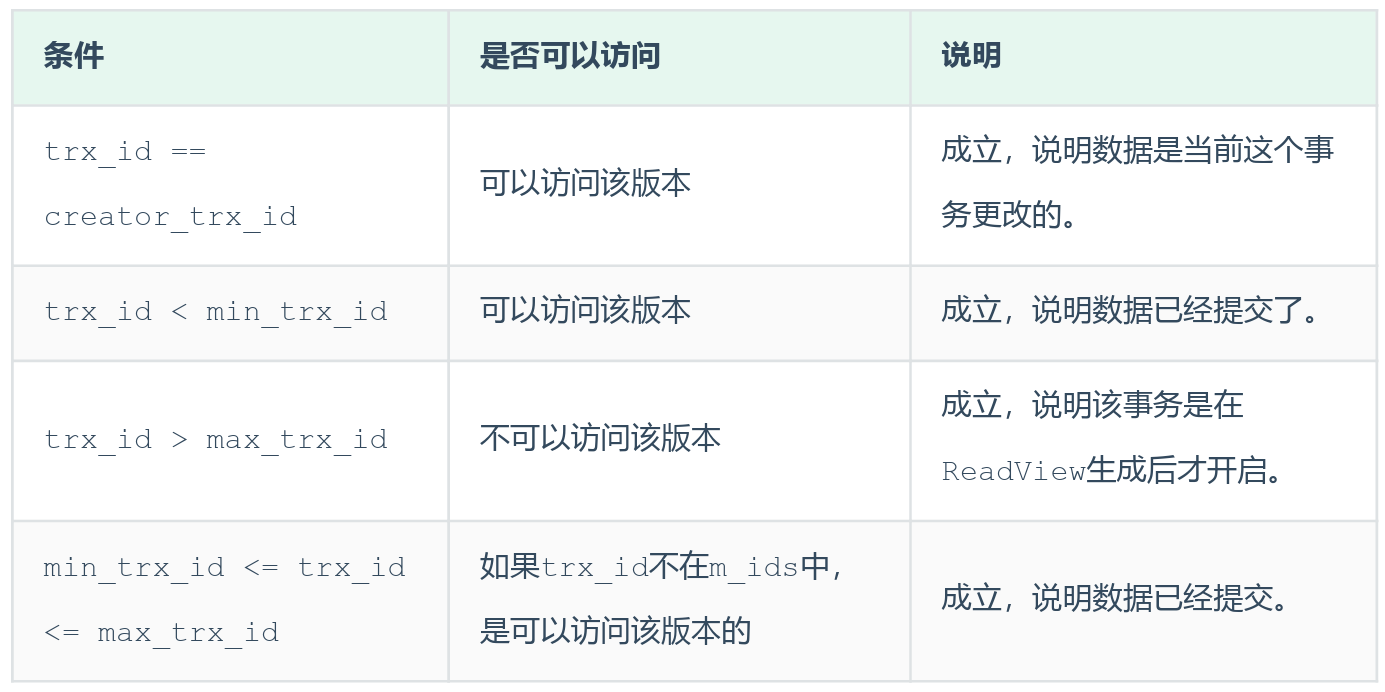 条件
是否可以访问
说明
trx_id ==
creator_trx_id
可以访问该版本
成立，说明数据是当前这个事
务更改的。
trx_id < min_trx_id
可以访问该版本
成立，说明数据已经提交了。
trx_id > max_trx_id
不可以访问该版本
成立，说明该事务是在
ReadView生成后才开启。
min_trx_id <= trx_id
<= max_trx_id
如果trx_id不在m_ids中，
是可以访问该版本的
成立，说明数据已经提交。